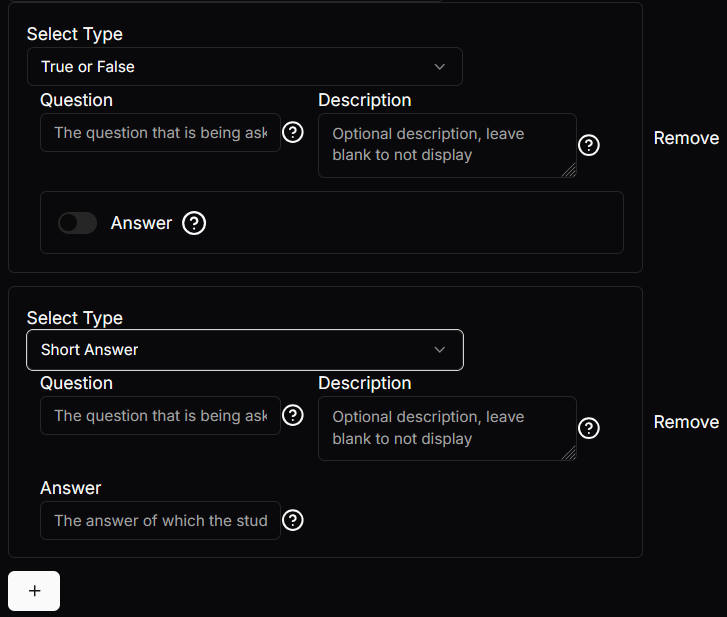 Select Type
True or False
Question Description
The question that is being ask ? Optional description, leave
blank to not display ? Remove
Answer ?
Select Type
Short Answer
Question Description
The question that is being ask ? Optional description, leave
blank to not display ? Remove
Answer
The answer of which the stud ?
+